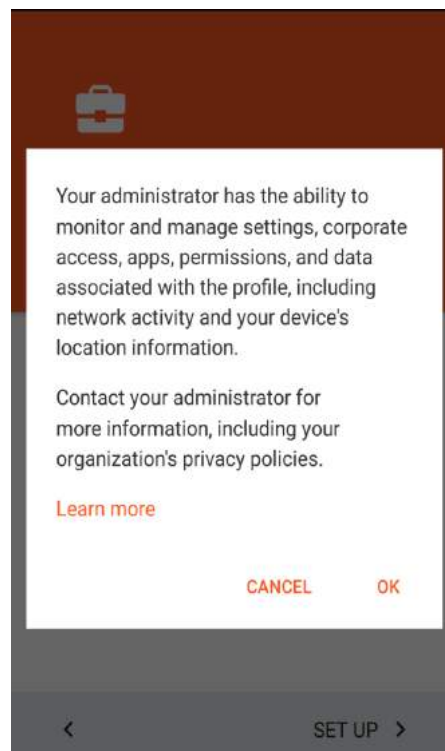 Your administrator has the ability to
monitor and manage settings, corporate
access, apps, permissions, and data
associated with the profile, including
network activity and your device's
location information.
Contact your administrator for
more information, including your
organization's privacy policies.
Learn more
CANCEL OK
SET UP